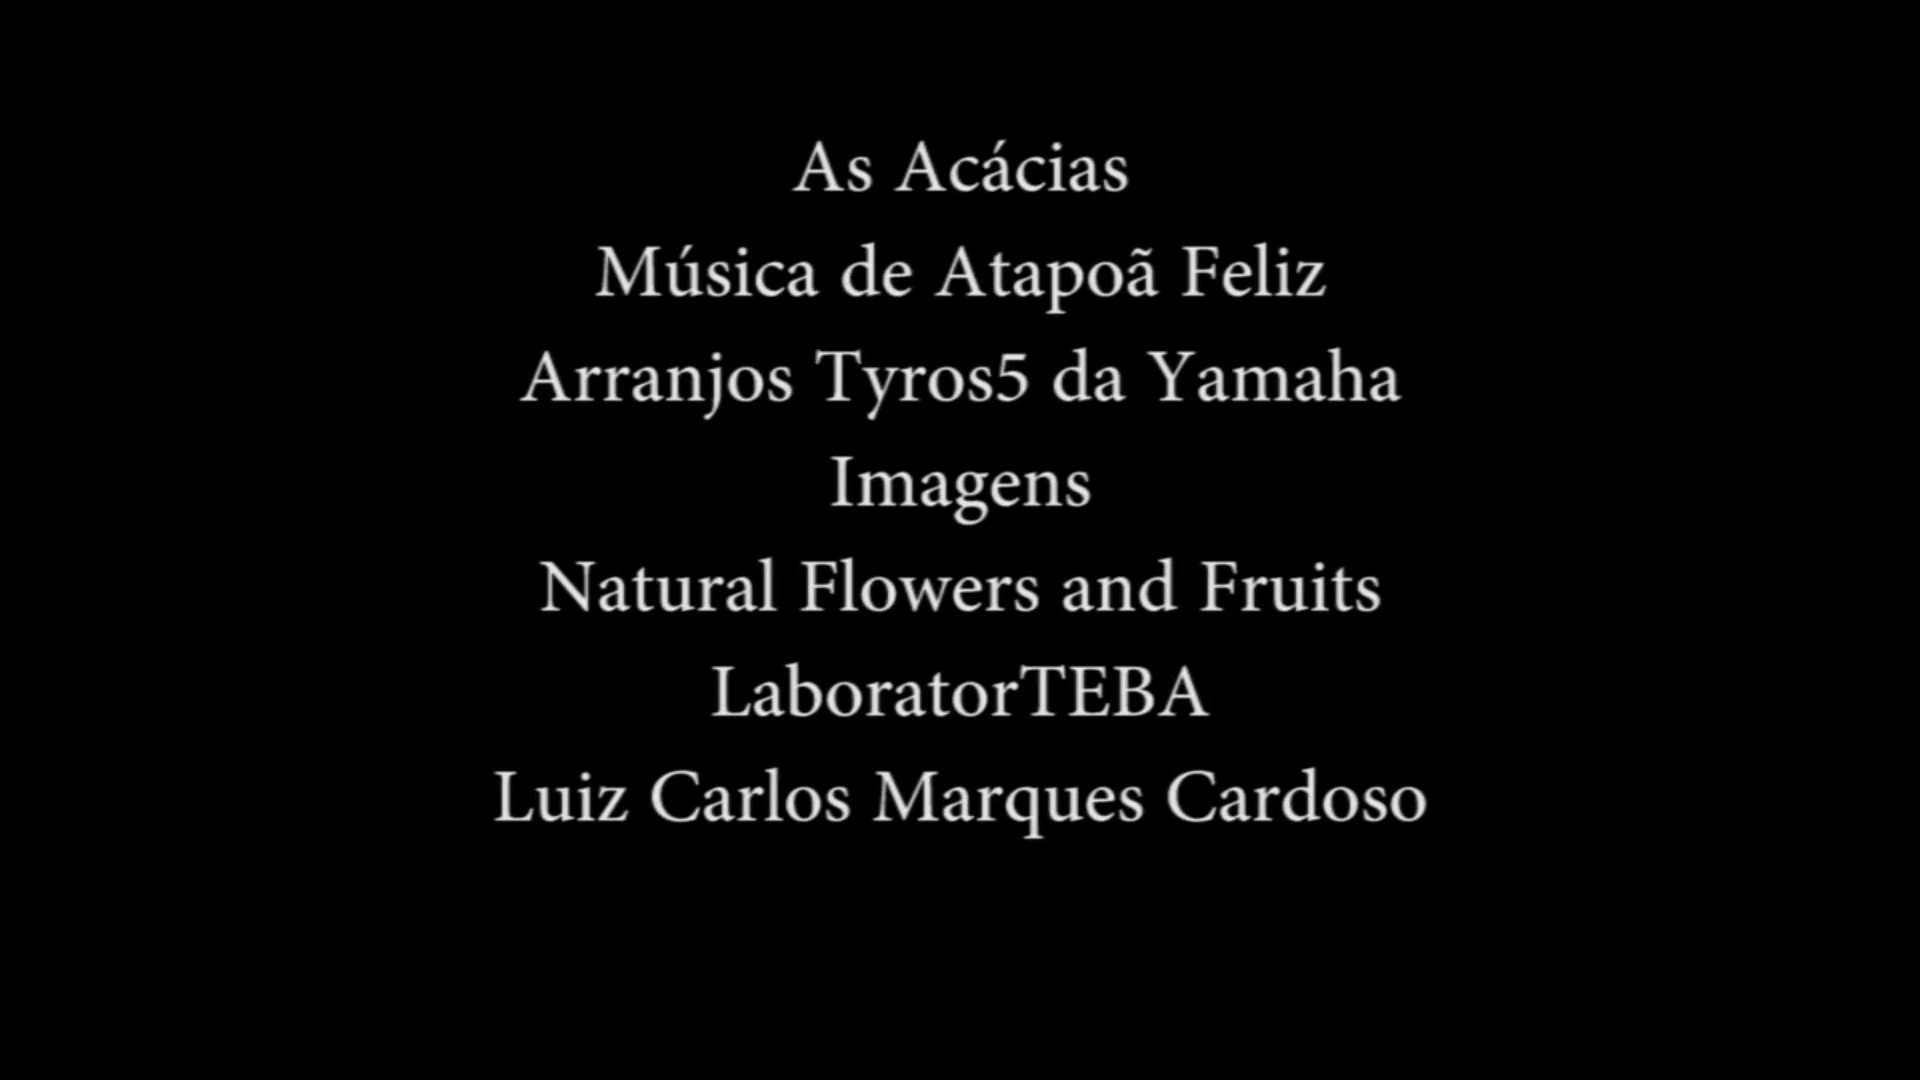 As Acácias
Música de Atapoã Feliz
Arranjos Tyros5 da Yamaha
Imagens
Natural Flowers and Fruits
LaboratorTEBA
Luiz Carlos Marques Cardoso